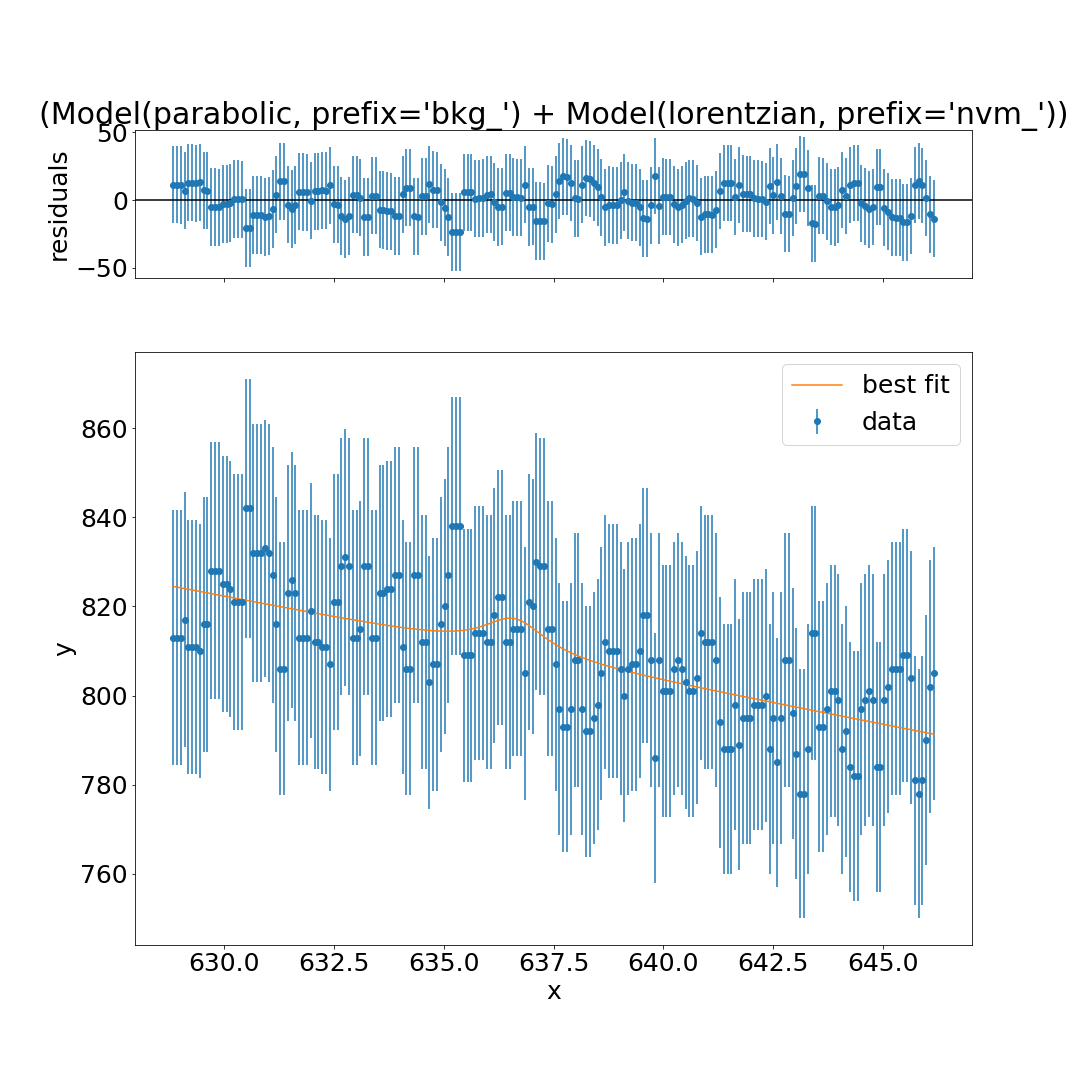 (Model(parabolic, prefix='bkg_') + Model(lorentzian, prefix='nvm_'))
50
0
−50
residuals
best fit
data
860
840
820
800
780
760
y
630.0 632.5 635.0 637.5 640.0 642.5 645.0
x